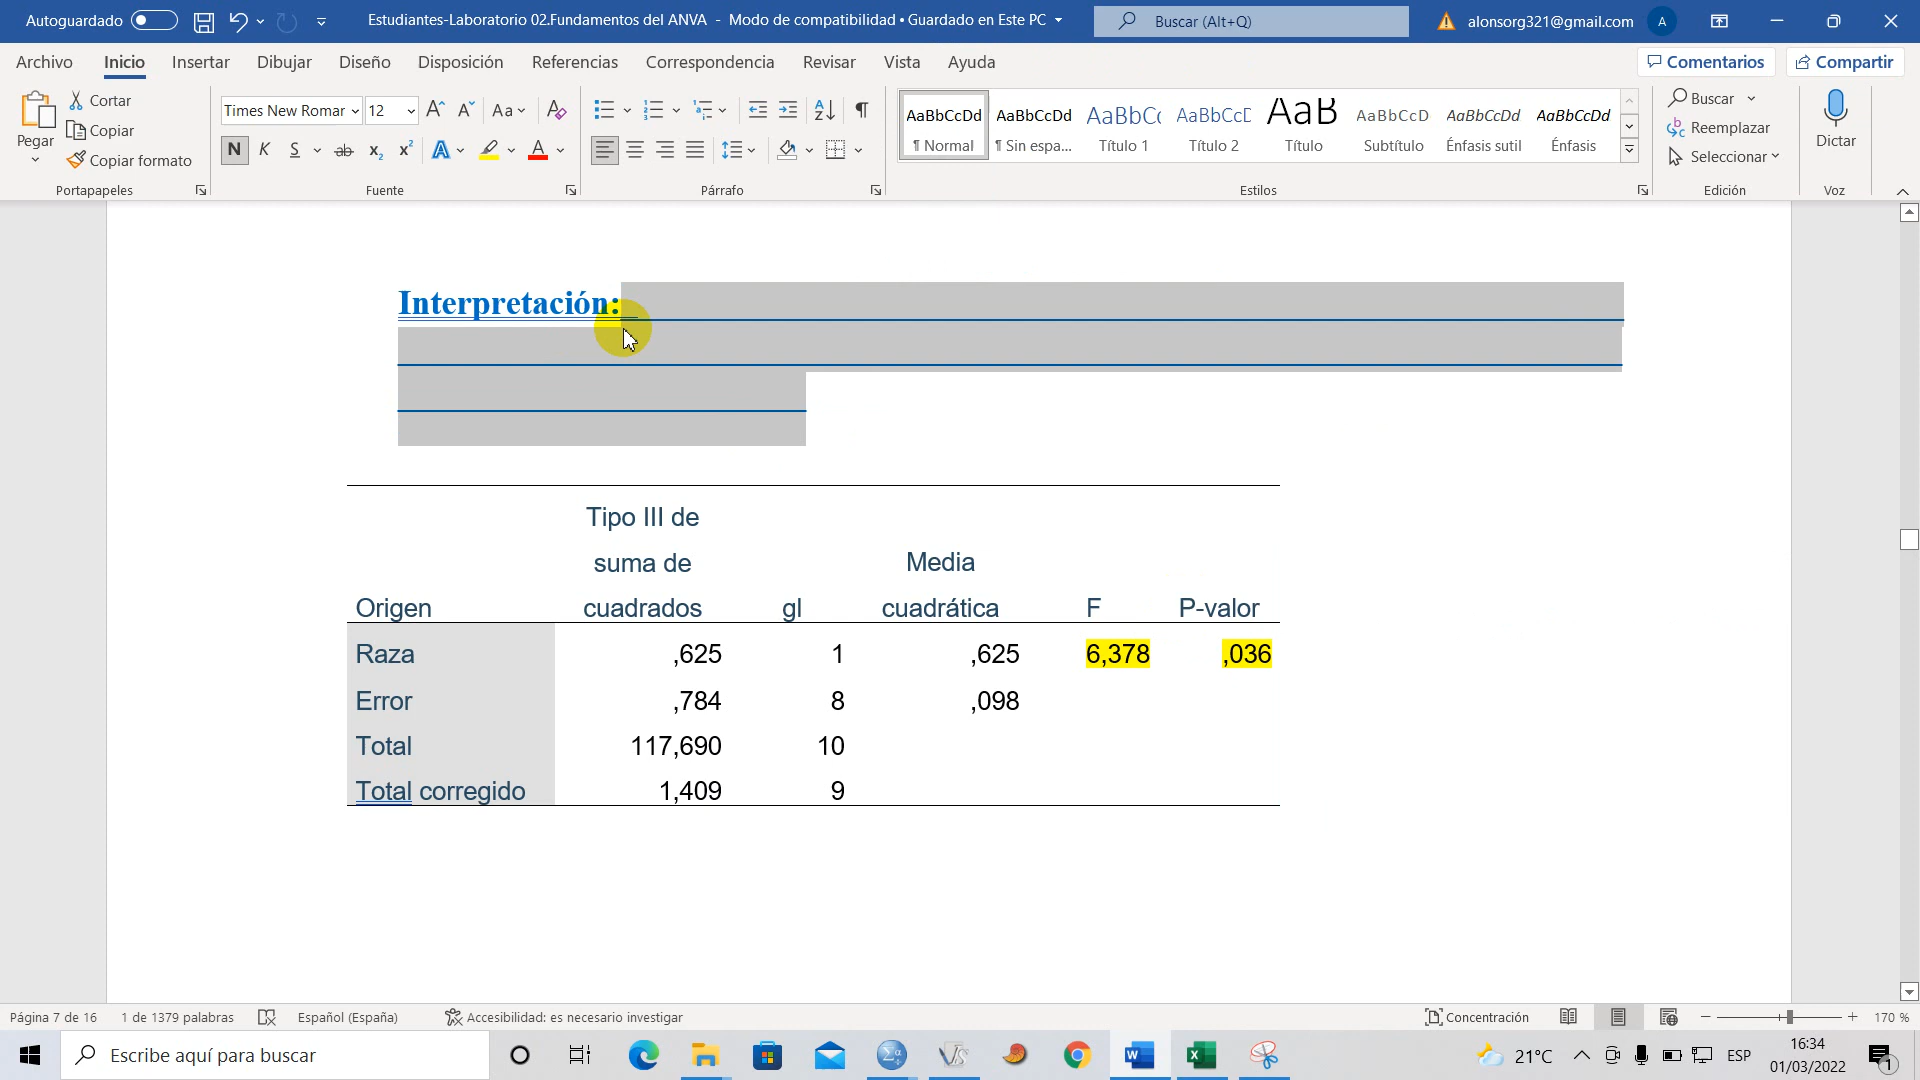 Autoguardado
Estudiantes-Laboratorio 02.Fundamentos del ANVA - Modo de compatibilidad • Guardado en Este PC
Buscar (Alt+Q)
alonsorg321@gmail.com
A
Archivo Inicio Insertar Dibujar Diseño Disposición Referencias Correspondencia Revisar Vista Ayuda
Comentarios Compartir
Pegar
Cortar
Copiar
Copiar formato
Portapapeles
Times New Romar 12
Fuente
Párrafo
AaBbCcDd ¶ Normal
AaBbCcDd ¶ Sin espa...
AaBbCc Título 1
AaBbCcD Título 2
AaB Título
AaBbCcD Subtítulo
AaBbCcDd Énfasis sutil
AaBbCcDd Énfasis
Estilos
Buscar
Reemplazar
Seleccionar
Edición
Dictar
Voz
Interpretación:
Tipo III de
suma de Media
Origen cuadrados gl cuadrática F P-valor
Raza ,625 1 ,625 6,378 ,036
Error ,784 8 ,098
Total 117,690 10
Total corregido 1,409 9
Página 7 de 16 1 de 1379 palabras Español (España) Accesibilidad: es necesario investigar Concentración 170 %
Escribe aquí para buscar
21°C ESP
16:34
01/03/2022
1